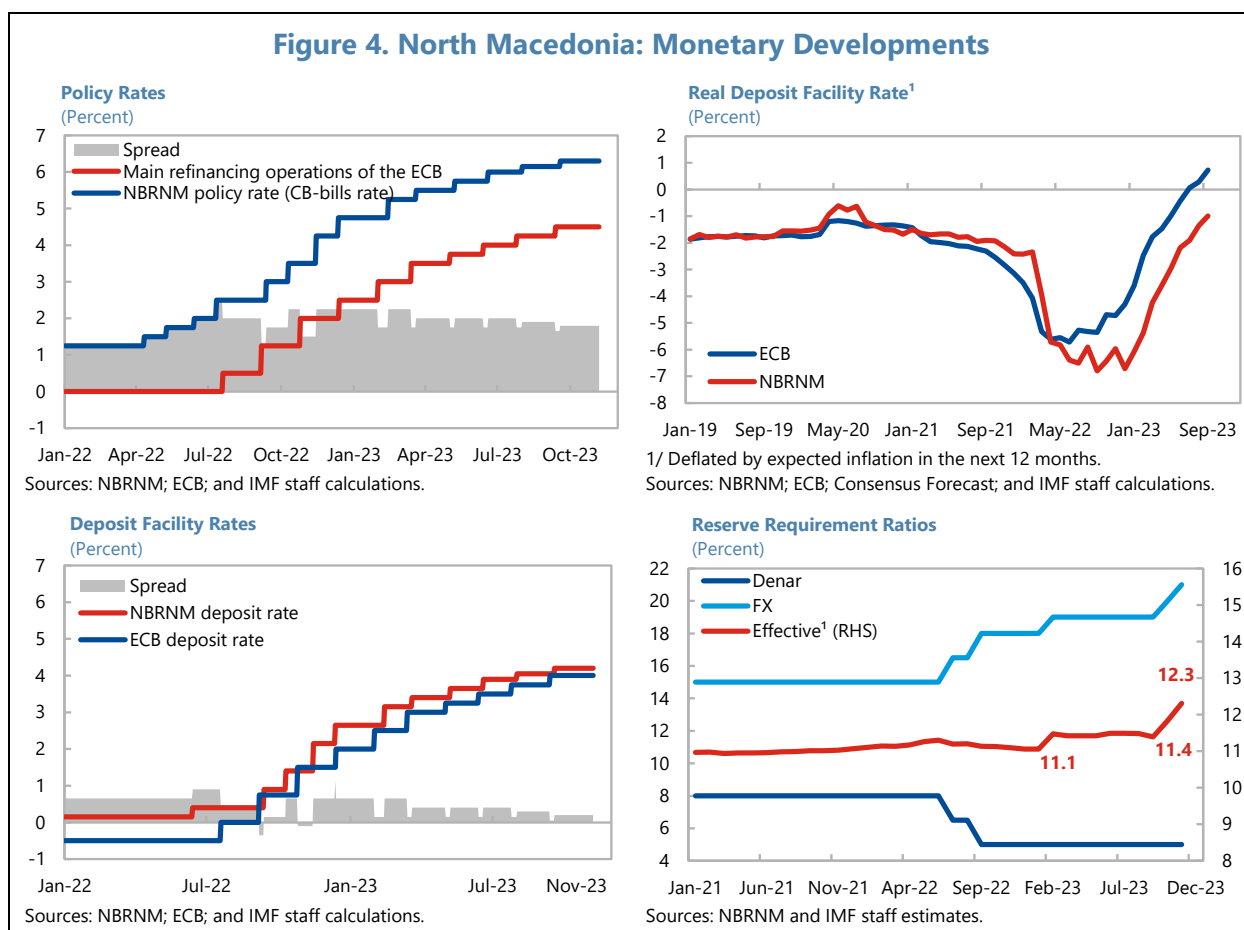 Figure 4. North Macedonia: Monetary Developments
Policy Rates
(Percent)
7
6
5
4
3
2
1
0
-1
Spread
Main refinancing operations of the ECB
NBRNM policy rate (CB-bills rate)
Jan-22 Apr-22 Jul-22 Oct-22 Jan-23 Apr-23 Jul-23 Oct-23
Sources: NBRNM; ECB; and IMF staff calculations.
Real Deposit Facility Rate¹
(Percent)
2
1
0
-1
-2
-3
-4
-5
-6
-7
-8
ECB
NBRNM
Jan-19 Sep-19 May-20 Jan-21 Sep-21 May-22 Jan-23 Sep-23
1/ Deflated by expected inflation in the next 12 months.
Sources: NBRNM; ECB; Consensus Forecast; and IMF staff calculations.
Deposit Facility Rates
(Percent)
7
6
5
4
3
2
1
0
-1
Spread
NBRNM deposit rate
ECB deposit rate
Jan-22 Jul-22 Jan-23 Jul-23 Nov-23
Sources: NBRNM; ECB; and IMF staff calculations.
Reserve Requirement Ratios
(Percent)
22
20
18
16
14
12
10
8
6
4
Denar
FX
Effective¹ (RHS)
12.3
11.1
11.4
16
15
14
13
12
11
10
9
8
Jan-21 Jun-21 Nov-21 Apr-22 Sep-22 Feb-23 Jul-23 Dec-23
Sources: NBRNM and IMF staff estimates.